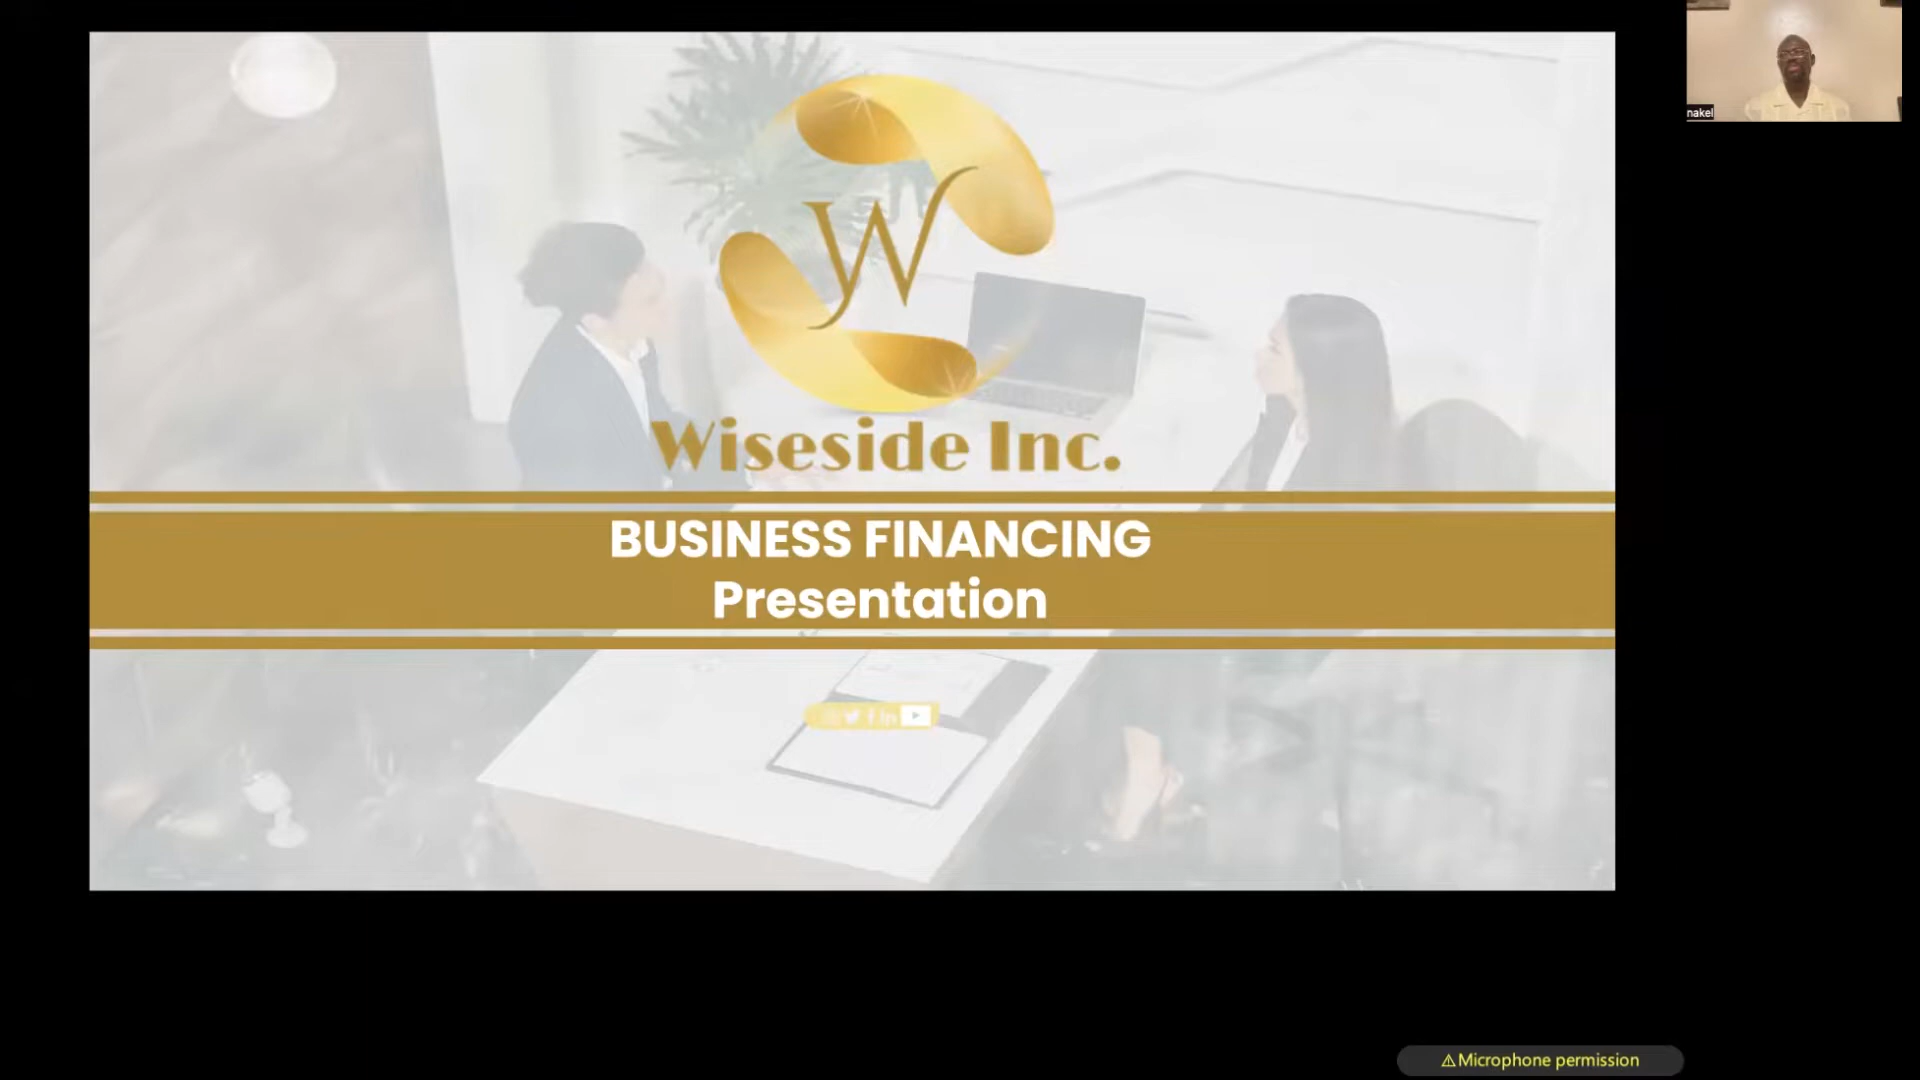 nakel
W
Wiseside Inc.
BUSINESS FINANCING
Presentation
⚠Microphone permission